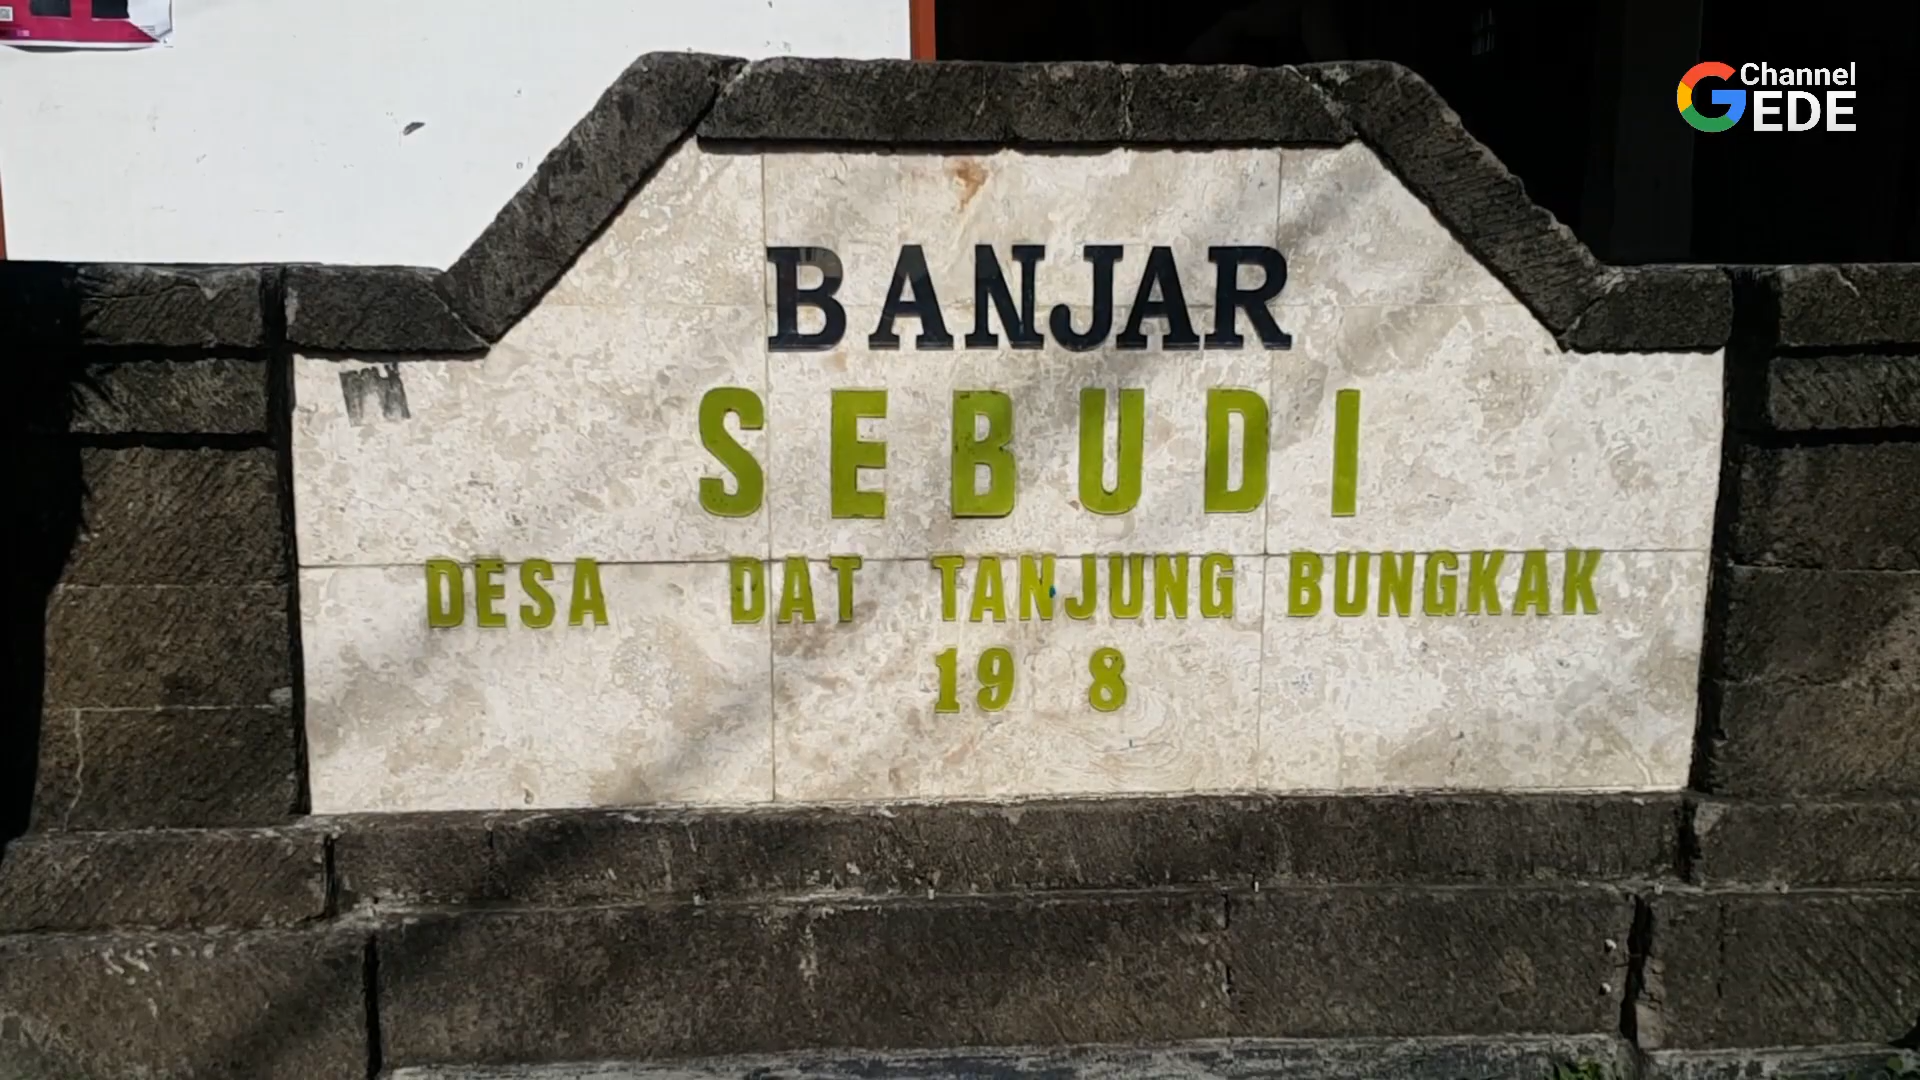 Channel
GEDE
BANJAR
SEBUDI
DESA DAT TANJUNG BUNGKAK
19 8